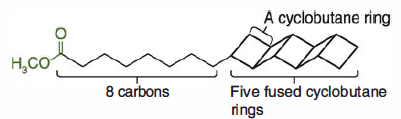 A cyclobutane ring
O
H₃CO
8 carbons
Five fused cyclobutane
rings